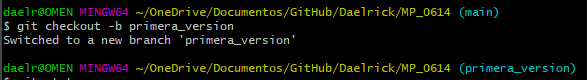 daelr@OMEN MINGW64 ~/OneDrive/Documentos/GitHub/Daelrick/MP_0614 (main)
$ git checkout -b primera_version
Switched to a new branch 'primera_version'
daelr@OMEN MINGW64 ~/OneDrive/Documentos/GitHub/Daelrick/MP_0614 (primera_version)